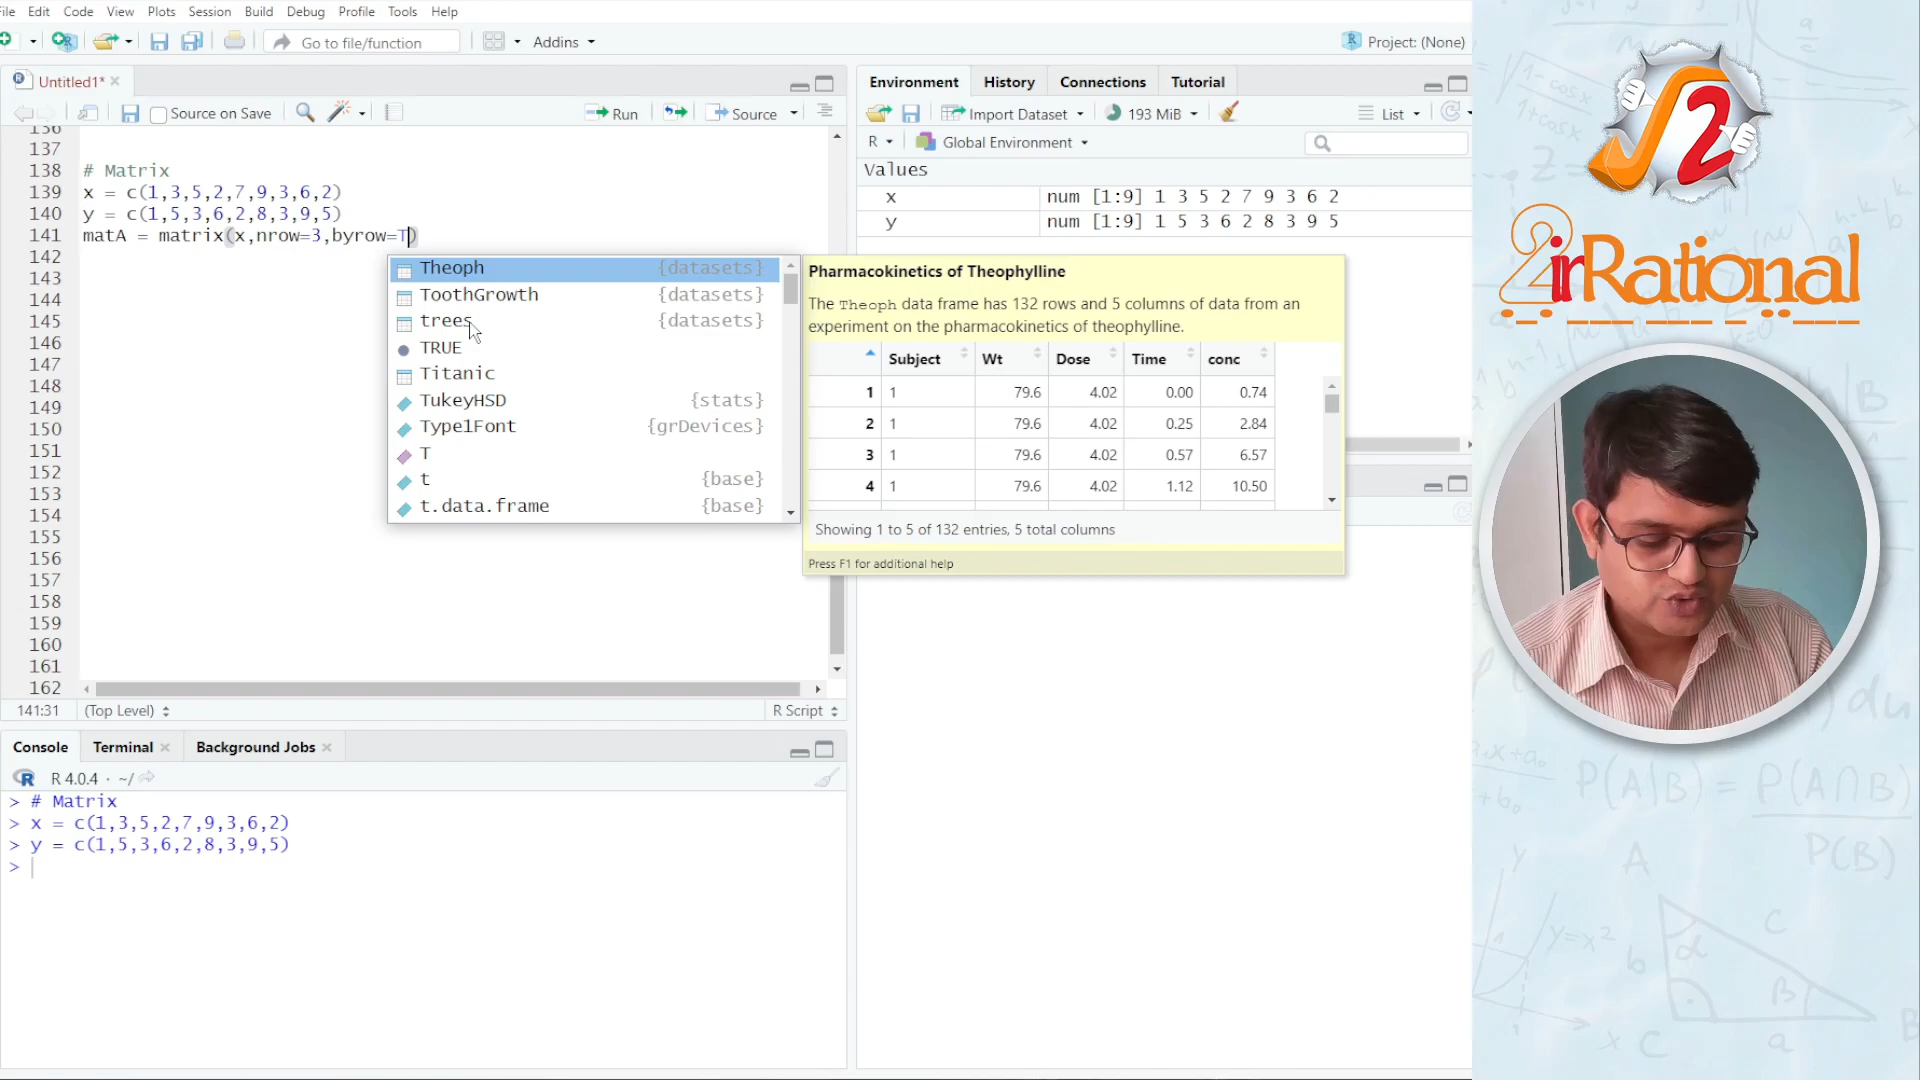 File Edit Code View Plots Session Build Debug Profile Tools Help
Go to file/function
Addins
Project: (None)
Untitled1*
Source on Save
Run
Source
136
137
138 # Matrix
139 x = c(1,3,5,2,7,9,3,6,2)
140 y = c(1,5,3,6,2,8,3,9,5)
141 matA = matrix(x,nrow=3,byrow=T)
142
143
144
145
146
147
148
149
150
151
152
153
154
155
156
157
158
159
160
161
162
Theoph {datasets}
ToothGrowth {datasets}
trees {datasets}
TRUE
Titanic
TukeyHSD {stats}
Type1Font {grDevices}
T
t {base}
t.data.frame {base}
141:31 (Top Level) R Script
Console Terminal Background Jobs
R 4.0.4 · ~/
> # Matrix
> x = c(1,3,5,2,7,9,3,6,2)
> y = c(1,5,3,6,2,8,3,9,5)
>
Environment History Connections Tutorial
Import Dataset 193 MiB List
R Global Environment
Values
x num [1:9] 1 3 5 2 7 9 3 6 2
y num [1:9] 1 5 3 6 2 8 3 9 5
Pharmacokinetics of Theophylline
The Theoph data frame has 132 rows and 5 columns of data from an
experiment on the pharmacokinetics of theophylline.
Subject Wt Dose Time conc
1 1 79.6 4.02 0.00 0.74
2 1 79.6 4.02 0.25 2.84
3 1 79.6 4.02 0.57 6.57
4 1 79.6 4.02 1.12 10.50
Showing 1 to 5 of 132 entries, 5 total columns
Press F1 for additional help
√2
2irRational
P(A|B) = P(A∩B)
P(B)
y=x²